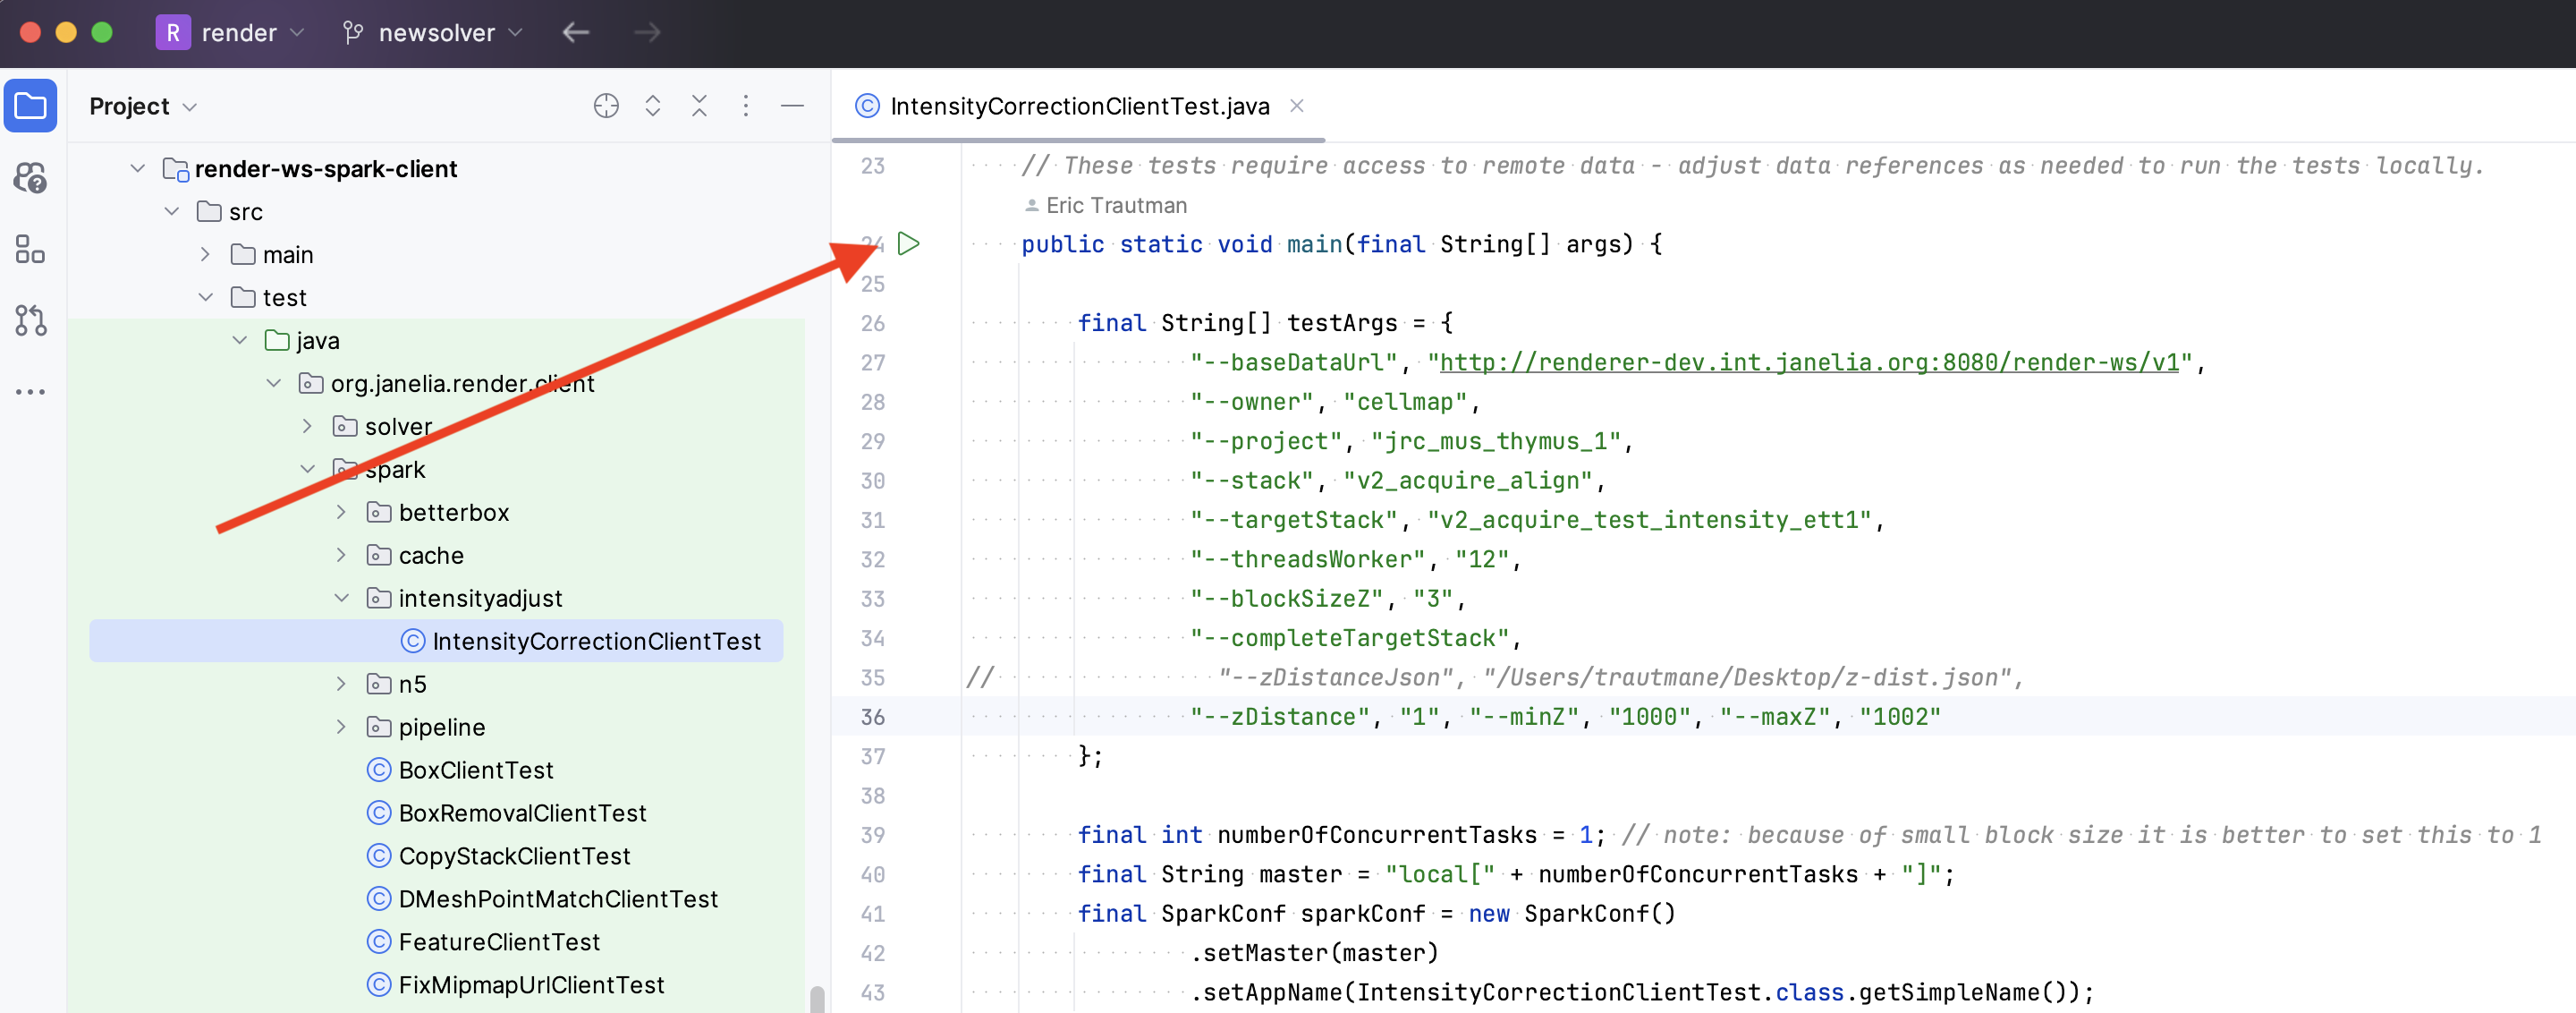 R render newsolver
Project
render-ws-spark-client
src
main
test
java
org.janelia.render.client
solver
spark
betterbox
cache
intensityadjust
IntensityCorrectionClientTest
n5
pipeline
BoxClientTest
BoxRemovalClientTest
CopyStackClientTest
DMeshPointMatchClientTest
FeatureClientTest
FixMipmapUrlClientTest
IntensityCorrectionClientTest.java
23 // These tests require access to remote data - adjust data references as needed to run the tests locally.
Eric Trautman
24 public static void main(final String[] args) {
25
26 final String[] testArgs = {
27 "--baseDataUrl", "http://renderer-dev.int.janelia.org:8080/render-ws/v1",
28 "--owner", "cellmap",
29 "--project", "jrc_mus_thymus_1",
30 "--stack", "v2_acquire_align",
31 "--targetStack", "v2_acquire_test_intensity_ett1",
32 "--threadsWorker", "12",
33 "--blockSizeZ", "3",
34 "--completeTargetStack",
35 // "--zDistanceJson", "/Users/trautmane/Desktop/z-dist.json",
36 "--zDistance", "1", "--minZ", "1000", "--maxZ", "1002"
37 };
38
39 final int numberOfConcurrentTasks = 1; // note: because of small block size it is better to set this to 1
40 final String master = "local[" + numberOfConcurrentTasks + "]";
41 final SparkConf sparkConf = new SparkConf()
42 .setMaster(master)
43 .setAppName(IntensityCorrectionClientTest.class.getSimpleName());